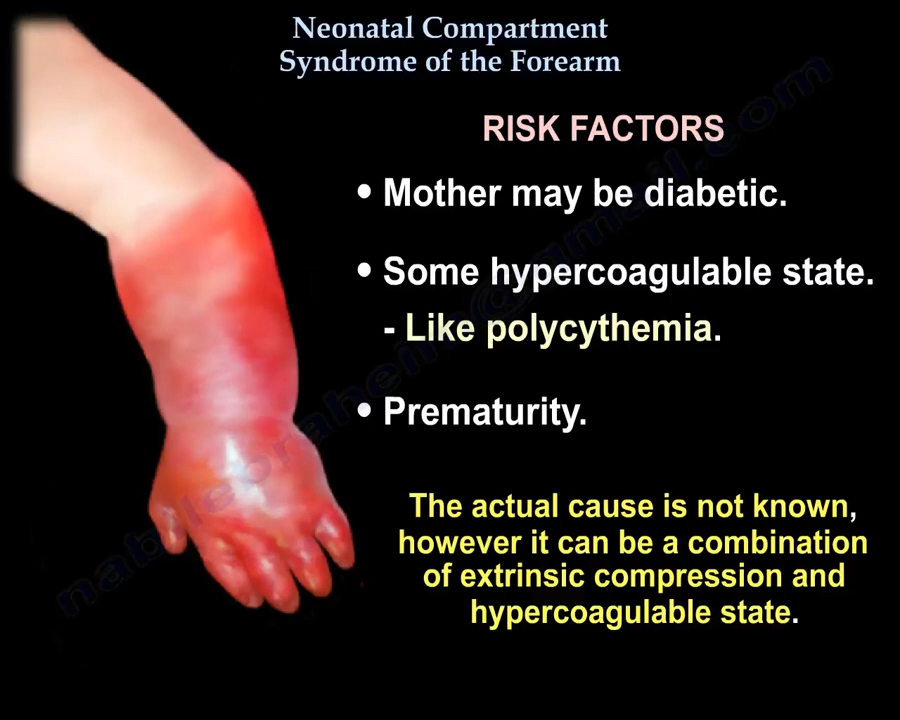 Neonatal Compartment
Syndrome of the Forearm
RISK FACTORS
• Mother may be diabetic.
• Some hypercoagulable state.
- Like polycythemia.
• Prematurity.
The actual cause is not known,
however it can be a combination
of extrinsic compression and
hypercoagulable state.